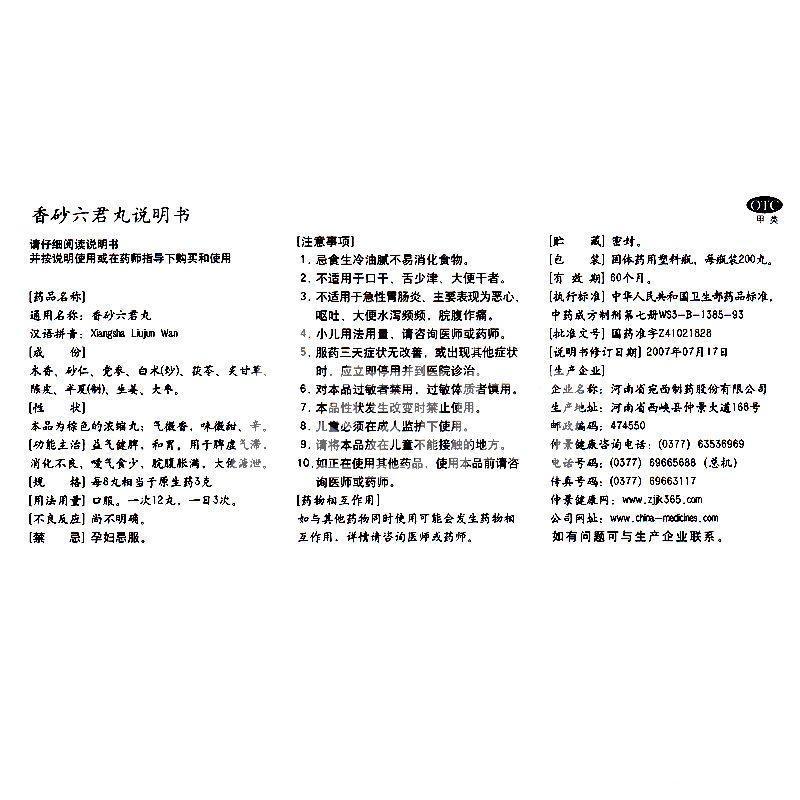 香砂六君丸说明书
OTC
甲类
请仔细阅读说明书
并按说明使用或在药师指导下购买和使用
[药品名称]
通用名称：香砂六君丸
汉语拼音：Xiangsha Liujun Wan
[成　　份]
木香、砂仁、党参、白术(炒)、茯苓、炙甘草、
陈皮、半夏(制)、生姜、大枣。
[性　　状]
本品为棕色的浓缩丸；气微香，味微甜、辛。
[功能主治] 益气健脾，和胃。用于脾虚气滞，
消化不良，嗳气食少，脘腹胀满，大便溏泄。
[规　　格] 每8丸相当于原生药3克
[用法用量] 口服。一次12丸，一日3次。
[不良反应] 尚不明确。
[禁　　忌] 孕妇忌服。
[注意事项]
1. 忌食生冷油腻不易消化食物。
2. 不适用于口干、舌少津、大便干者。
3. 不适用于急性胃肠炎，主要表现为恶心、
呕吐、大便水泻频频，脘腹作痛。
4. 小儿用法用量，请咨询医师或药师。
5. 服药三天症状无改善，或出现其他症状
时，应立即停用并到医院诊治。
6. 对本品过敏者禁用，过敏体质者慎用。
7. 本品性状发生改变时禁止使用。
8. 儿童必须在成人监护下使用。
9. 请将本品放在儿童不能接触的地方。
10. 如正在使用其他药品，使用本品前请咨
询医师或药师。
[药物相互作用]
如与其他药物同时使用可能会发生药物相
互作用，详情请咨询医师或药师。
[贮　　藏] 密封。
[包　　装] 固体药用塑料瓶，每瓶装200丸。
[有 效 期] 60个月。
[执行标准] 中华人民共和国卫生部药品标准，
中药成方制剂第七册WS3-B-1385-93
[批准文号] 国药准字Z41021828
[说明书修订日期] 2007年07月17日
[生产企业]
企业名称：河南省宛西制药股份有限公司
生产地址：河南省西峡县仲景大道168号
邮政编码：474550
仲景健康咨询电话：(0377) 63536969
电话号码：(0377) 69665688 (总机)
传真号码：(0377) 69663117
仲景健康网：www.zjjk365.com
公司网址：www.china-medicines.com
如有问题可与生产企业联系。